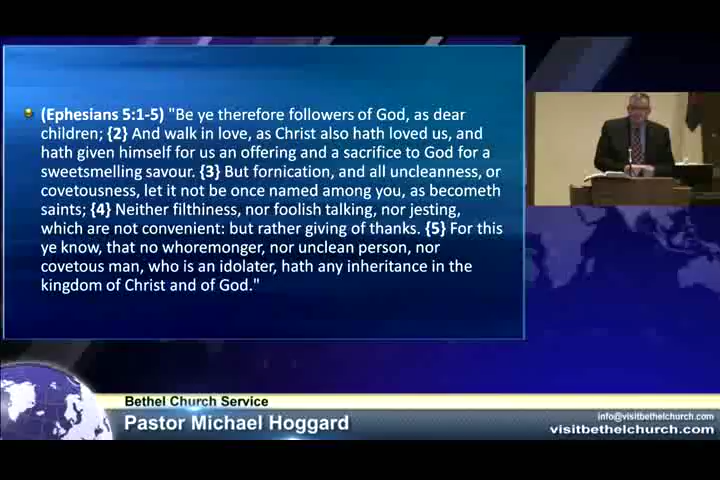 (Ephesians 5:1-5) "Be ye therefore followers of God, as dear
children; {2} And walk in love, as Christ also hath loved us, and
hath given himself for us an offering and a sacrifice to God for a
sweetsmelling savour. {3} But fornication, and all uncleanness, or
covetousness, let it not be once named among you, as becometh
saints; {4} Neither filthiness, nor foolish talking, nor jesting,
which are not convenient: but rather giving of thanks. {5} For this
ye know, that no whoremonger, nor unclean person, nor
covetous man, who is an idolater, hath any inheritance in the
kingdom of Christ and of God."
Bethel Church Service
Pastor Michael Hoggard
info@visitbethelchurch.com
visitbethelchurch.com